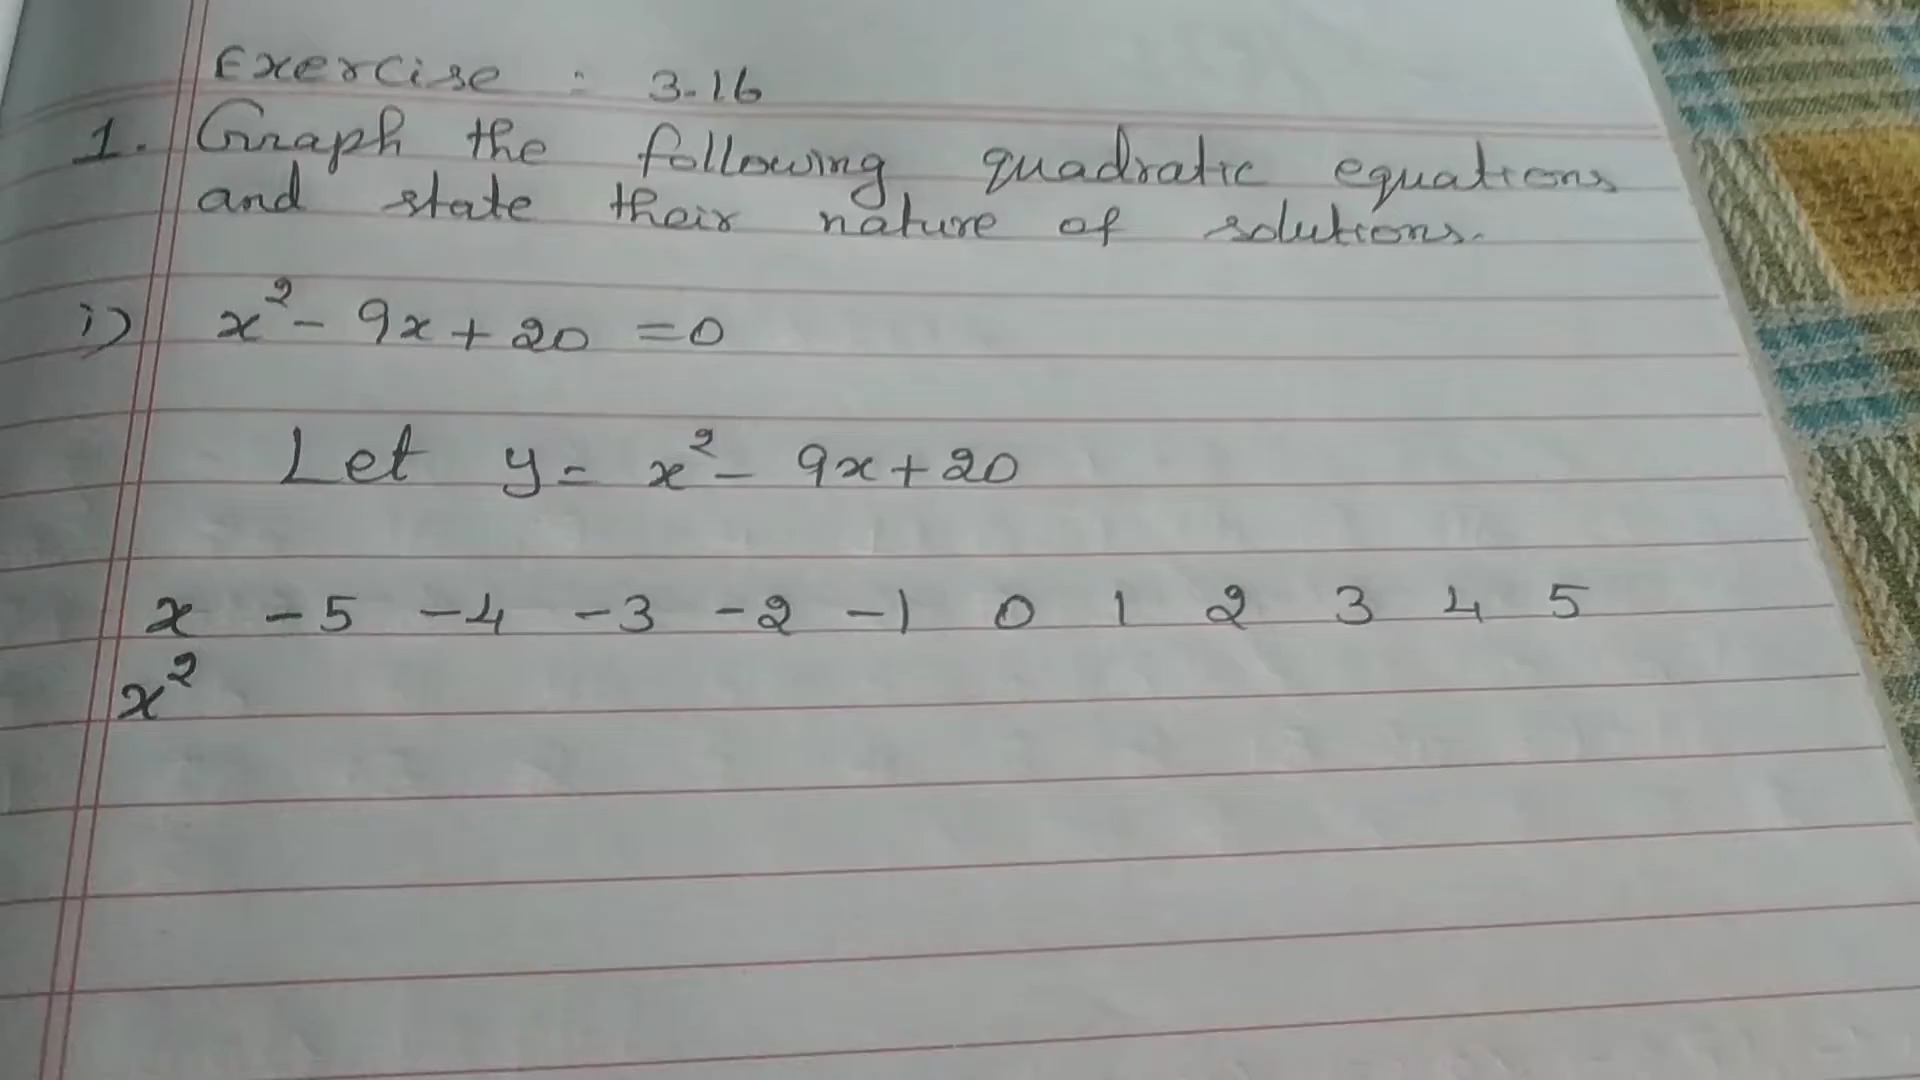 Exercise : 3.16
1. Graph the following quadratic equations
and state their nature of solutions.
i) x² - 9x + 20 = 0
Let y = x² - 9x + 20
x -5 -4 -3 -2 -1 0 1 2 3 4 5
x²